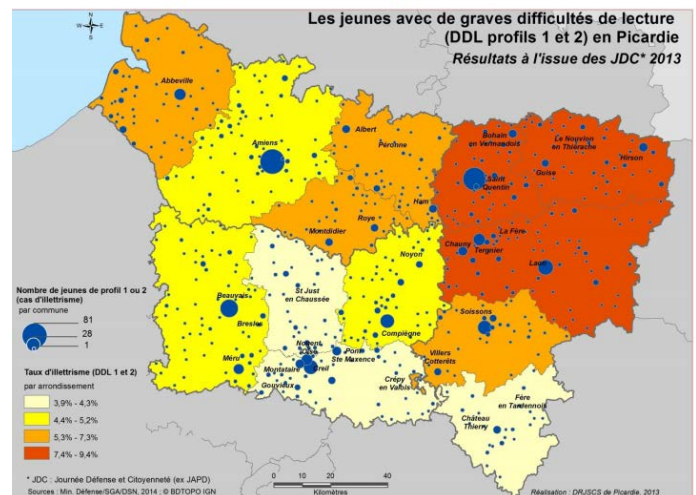 Les jeunes avec de graves difficultés de lecture
(DDL profils 1 et 2) en Picardie
Résultats à l'issue des JDC* 2013
N
W
E
S
Abbeville
Amiens
Albert
Péronne
Bohain
en Vermandois
Le Nouvion
en Thiérache
Hirson
Guise
Saint
Quentin
Ham
Roye
Montdidier
La Fère
Chauny
Tergnier
Laon
Noyon
St Just
en Chaussée
Beauvais
Bresles
Compiègne
Soissons
Méru
Creil
Montataire
Gouvieux
Pont
Ste Maxence
Villers
Cotterêts
Crépy
en Valois
Fère
en Tardennois
Château
Thierry
Nombre de jeunes de profil 1 ou 2
(cas d'illettrisme)
par commune
81
28
1
Taux d'illettrisme (DDL 1 et 2)
par arrondissement
3,9% - 4,3%
4,4% - 5,2%
5,3% - 7,3%
7,4% - 9,4%
* JDC : Journée Défense et Citoyenneté (ex JAPD)
Sources : Min. Défense/SGA/DSN, 2014 ; © BDTOPO IGN
0 10 20 40
Kilomètres
Réalisation : DRJSCS de Picardie, 2013